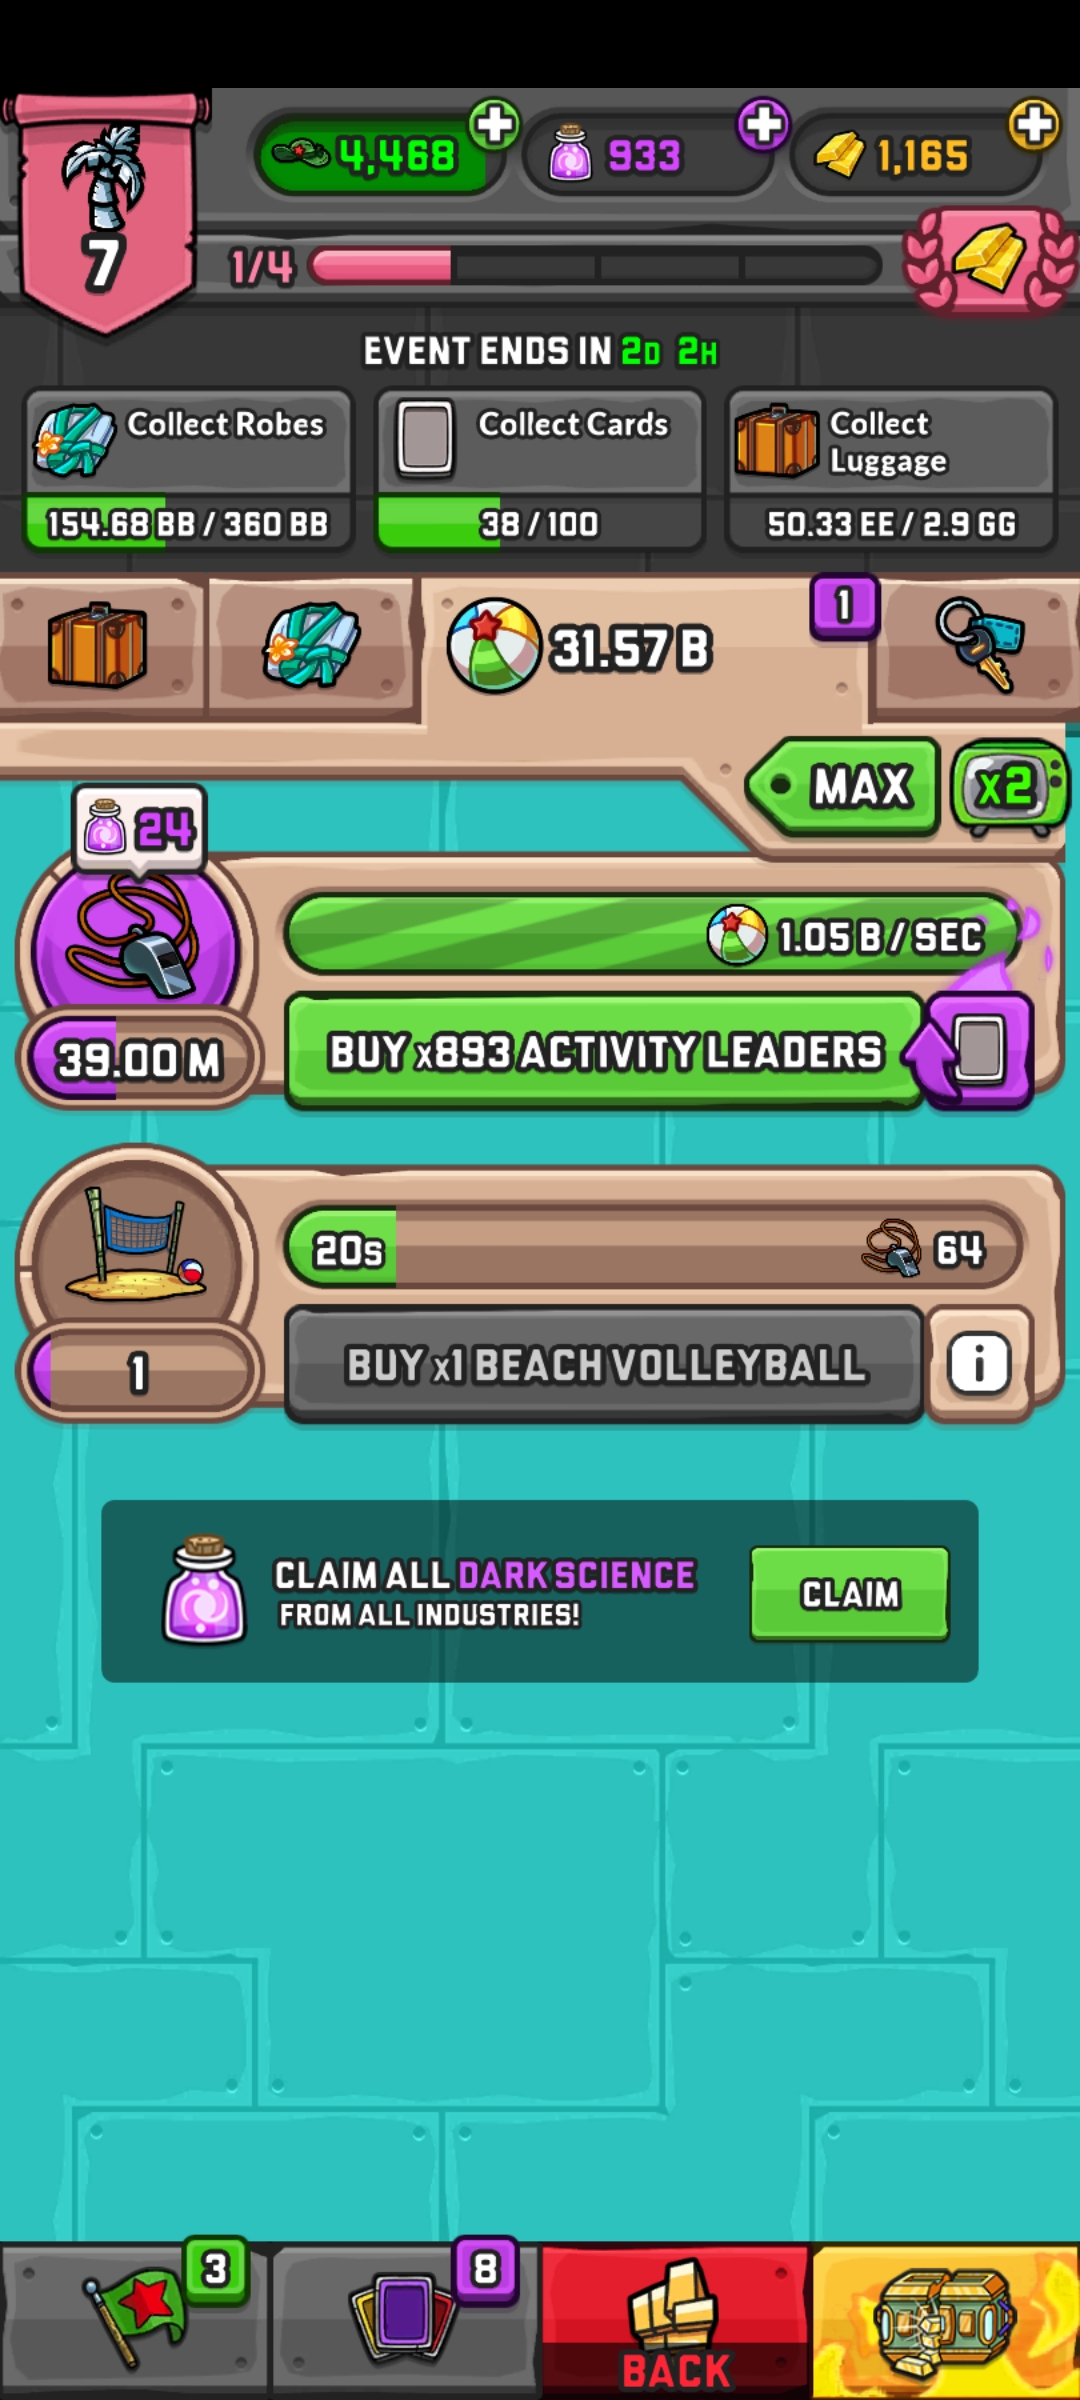 4,468
933
1,165
7
1/4
EVENT ENDS IN 2D 2H
Collect Robes
154.68 BB / 360 BB
Collect Cards
38 / 100
Collect
Luggage
50.33 EE / 2.9 GG
31.57 B
1
MAX
x2
24
1.05 B / SEC
39.00 M
BUY x893 ACTIVITY LEADERS
20s
64
1
BUY x1 BEACH VOLLEYBALL
i
CLAIM ALL DARK SCIENCE
FROM ALL INDUSTRIES!
CLAIM
3
8
BACK